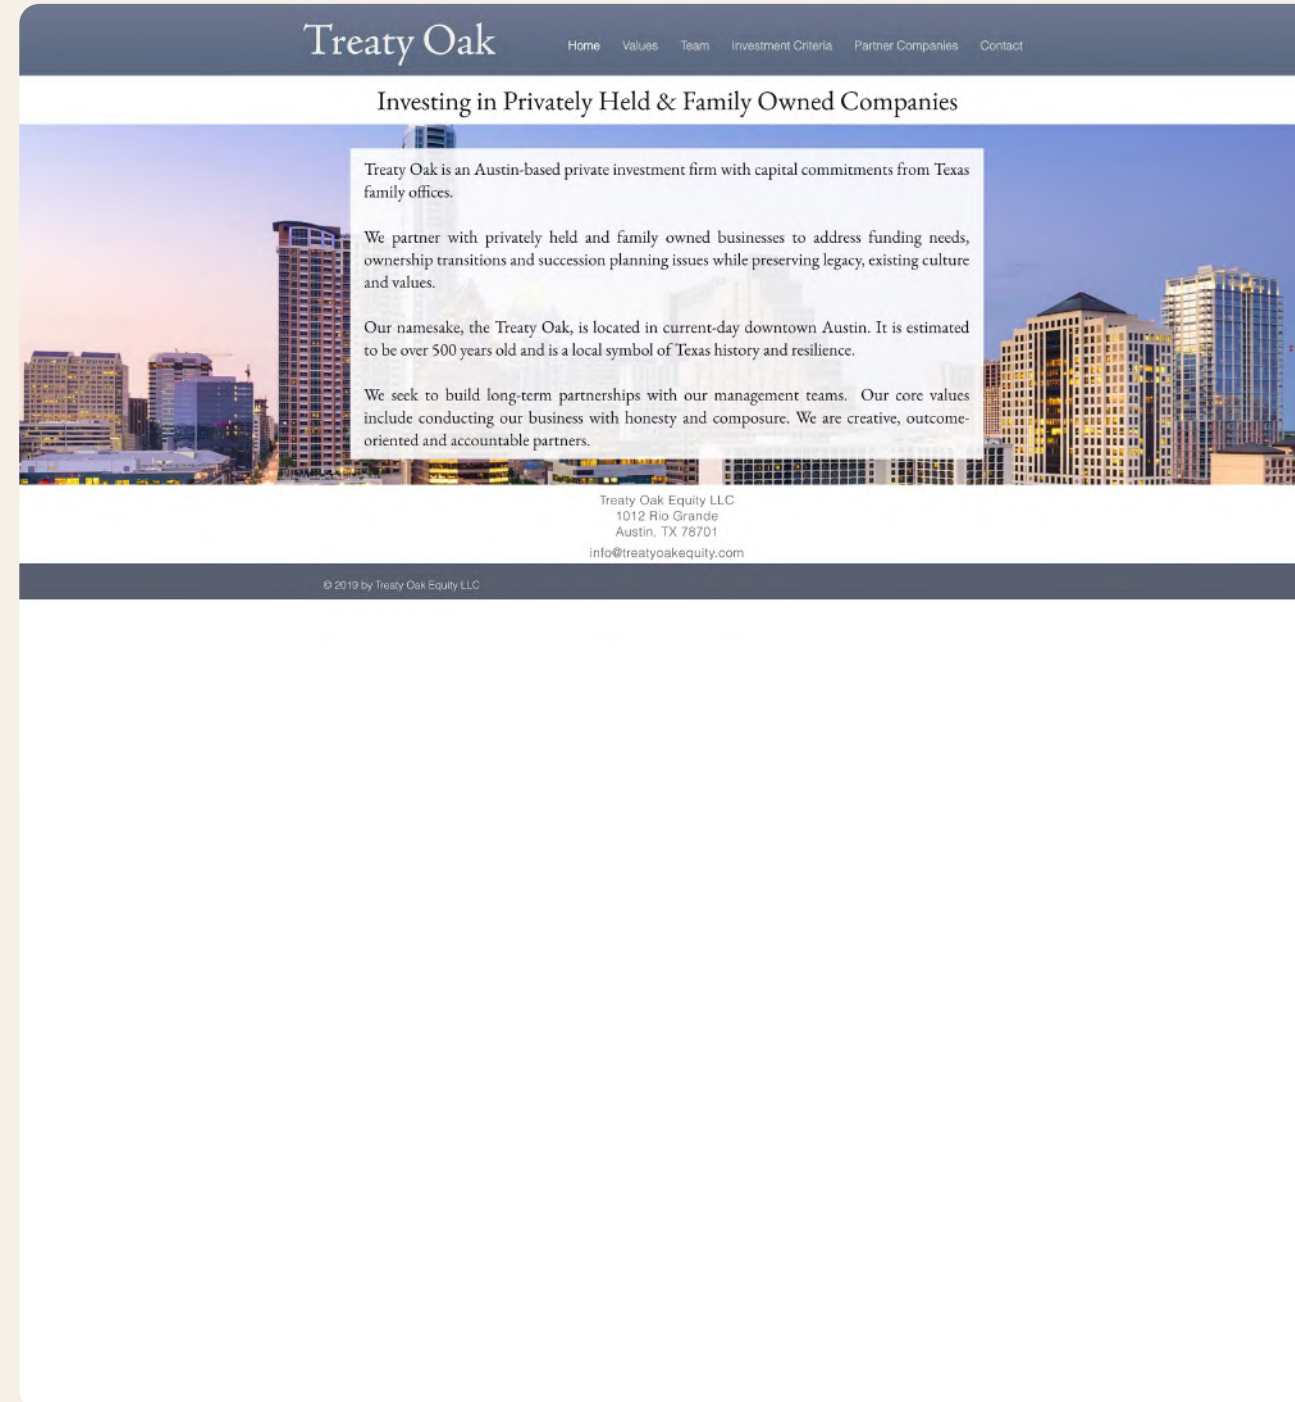 Treaty Oak
Home Values Team Investment Criteria Partner Companies Contact
Investing in Privately Held & Family Owned Companies
Treaty Oak is an Austin-based private investment firm with capital commitments from Texas
family offices.
We partner with privately held and family owned businesses to address funding needs,
ownership transitions and succession planning issues while preserving legacy, existing culture
and values.
Our namesake, the Treaty Oak, is located in current-day downtown Austin. It is estimated
to be over 500 years old and is a local symbol of Texas history and resilience.
We seek to build long-term partnerships with our management teams. Our core values
include conducting our business with honesty and composure. We are creative, outcome-
oriented and accountable partners.
Treaty Oak Equity LLC
1012 Rio Grande
Austin, TX 78701
info@treatyoakequity.com
© 2019 by Treaty Oak Equity LLC